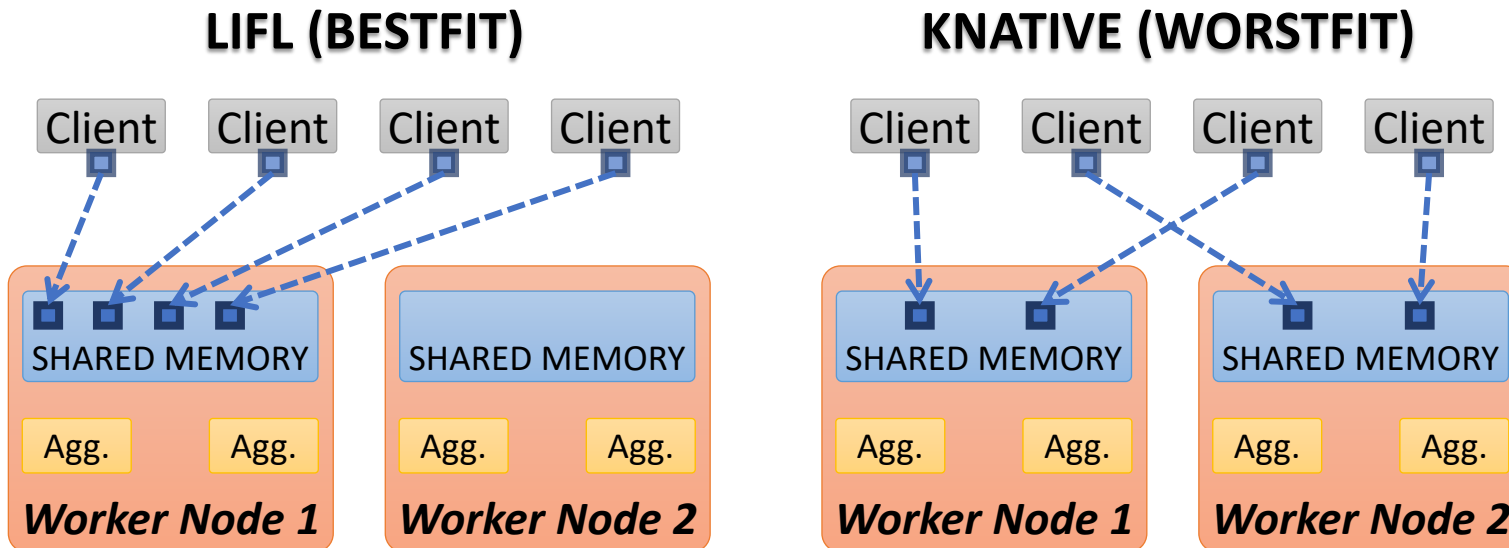 LIFL (BESTFIT)
Client Client Client Client
SHARED MEMORY SHARED MEMORY
Agg. Agg. Agg. Agg.
Worker Node 1 Worker Node 2
KNATIVE (WORSTFIT)
Client Client Client Client
SHARED MEMORY SHARED MEMORY
Agg. Agg. Agg. Agg.
Worker Node 1 Worker Node 2